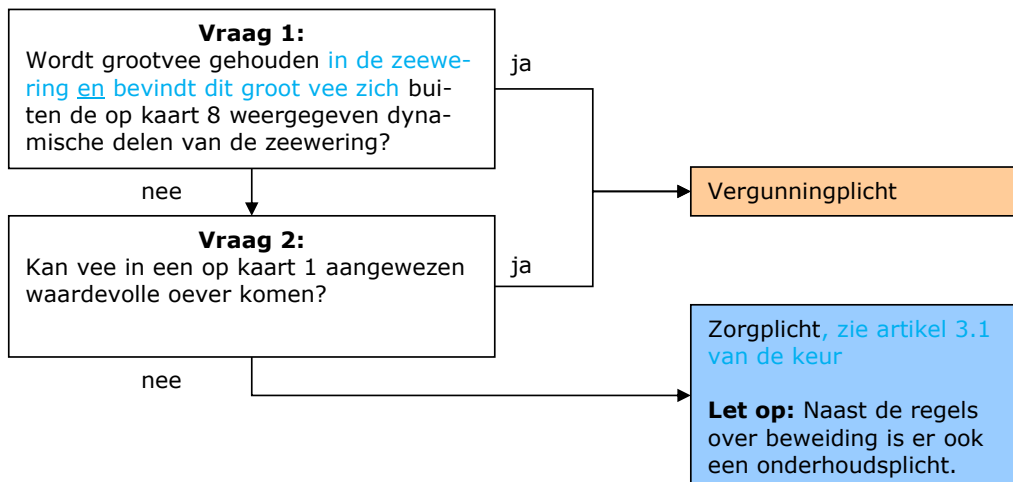 Vraag 1:
Wordt grootvee gehouden in de zeewe-
ring en bevindt dit groot vee zich bui-
ten de op kaart 8 weergegeven dyna-
mische delen van de zeewering?
ja
nee
Vergunningplicht
Vraag 2:
Kan vee in een op kaart 1 aangewezen
waardevolle oever komen?
ja
nee
Zorgplicht, zie artikel 3.1
van de keur
Let op: Naast de regels
over beweiding is er ook
een onderhoudsplicht.